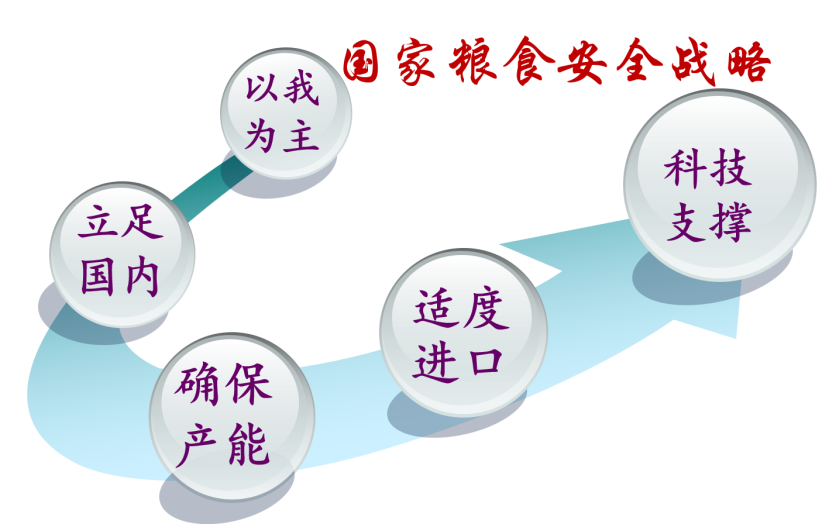 国家粮食安全战略
以我
为主
立足
国内
确保
产能
适度
进口
科技
支撑